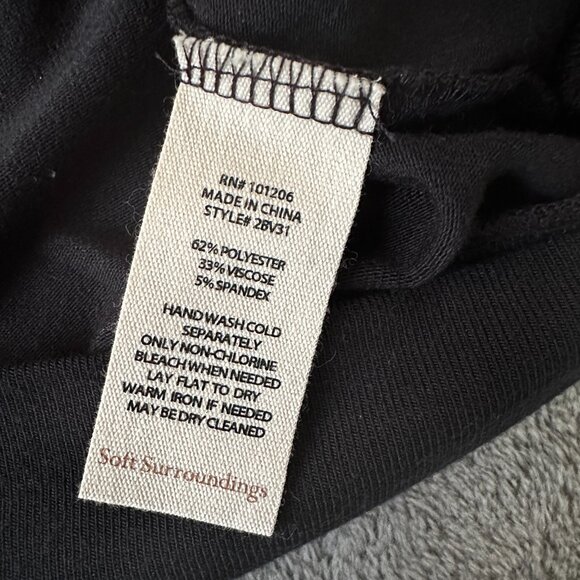 RN# 101206
MADE IN CHINA
STYLE# 2BV31
62% POLYESTER
33% VISCOSE
5% SPANDEX
HAND WASH COLD
SEPARATELY
ONLY NON-CHLORINE
BLEACH WHEN NEEDED
LAY FLAT TO DRY
WARM IRON IF NEEDED
MAY BE DRY CLEANED
Soft Surroundings